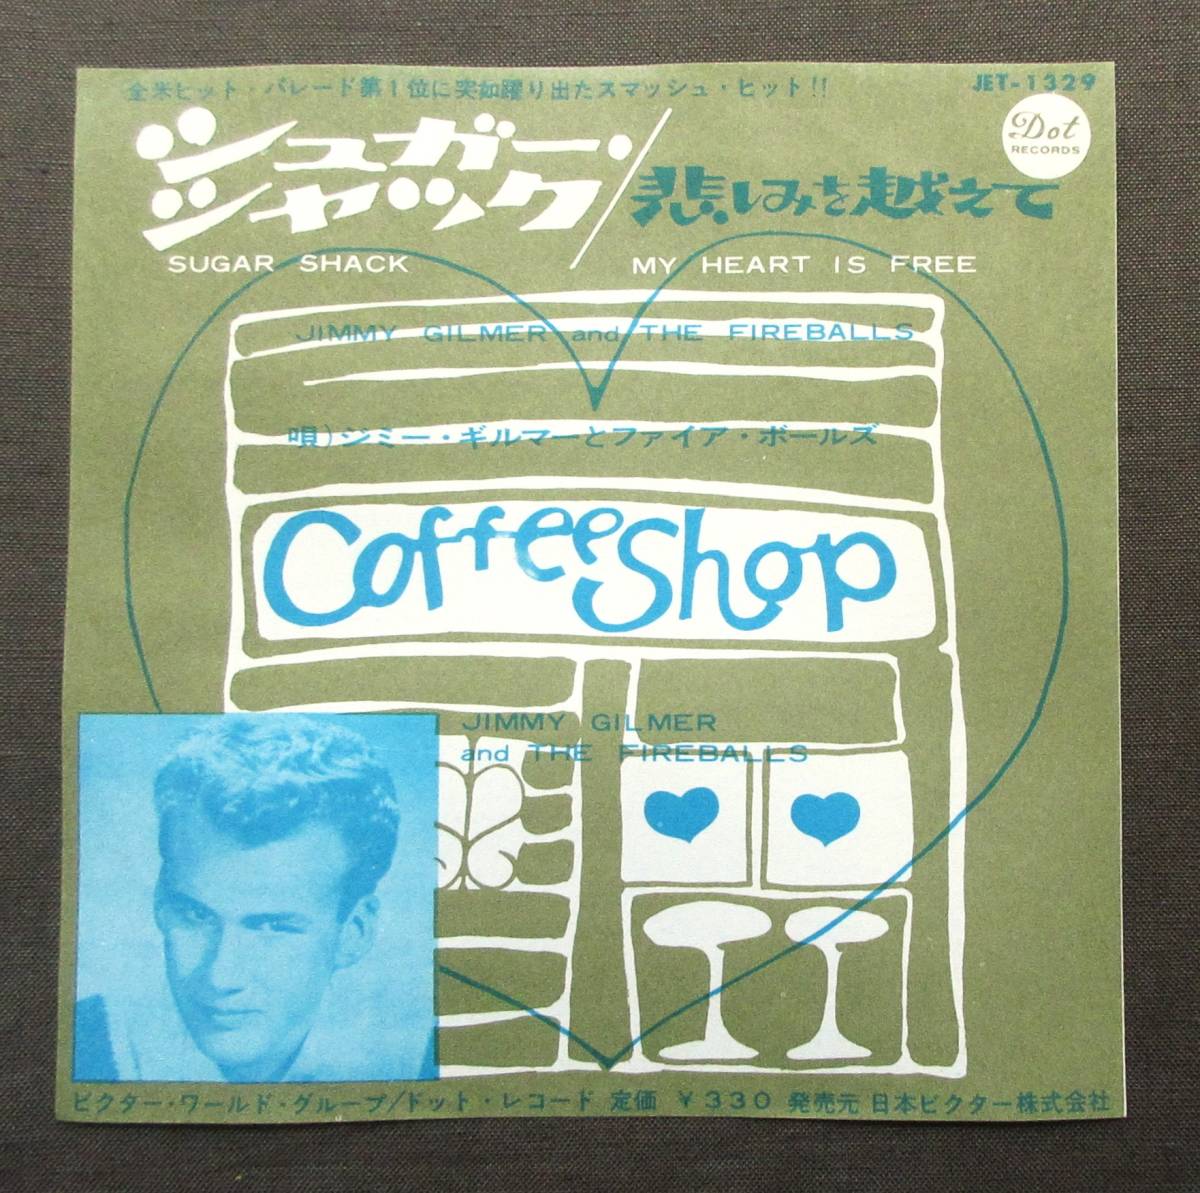 全米ヒット・パレード第1位に突如躍り出たスマッシュ・ヒット!!
JET-1329
Dot
RECORDS
シュガー・
シャック
/
悲しみを越えて
SUGAR SHACK
MY HEART IS FREE
JIMMY GILMER and THE FIREBALLS
唄)ジミー・ギルマーとファイア・ボールズ
Coffee Shop
JIMMY GILMER
and THE FIREBALLS
ビクター・ワールド・グループ/ドット・レコード 定価 ¥330 発売元 日本ビクター株式会社